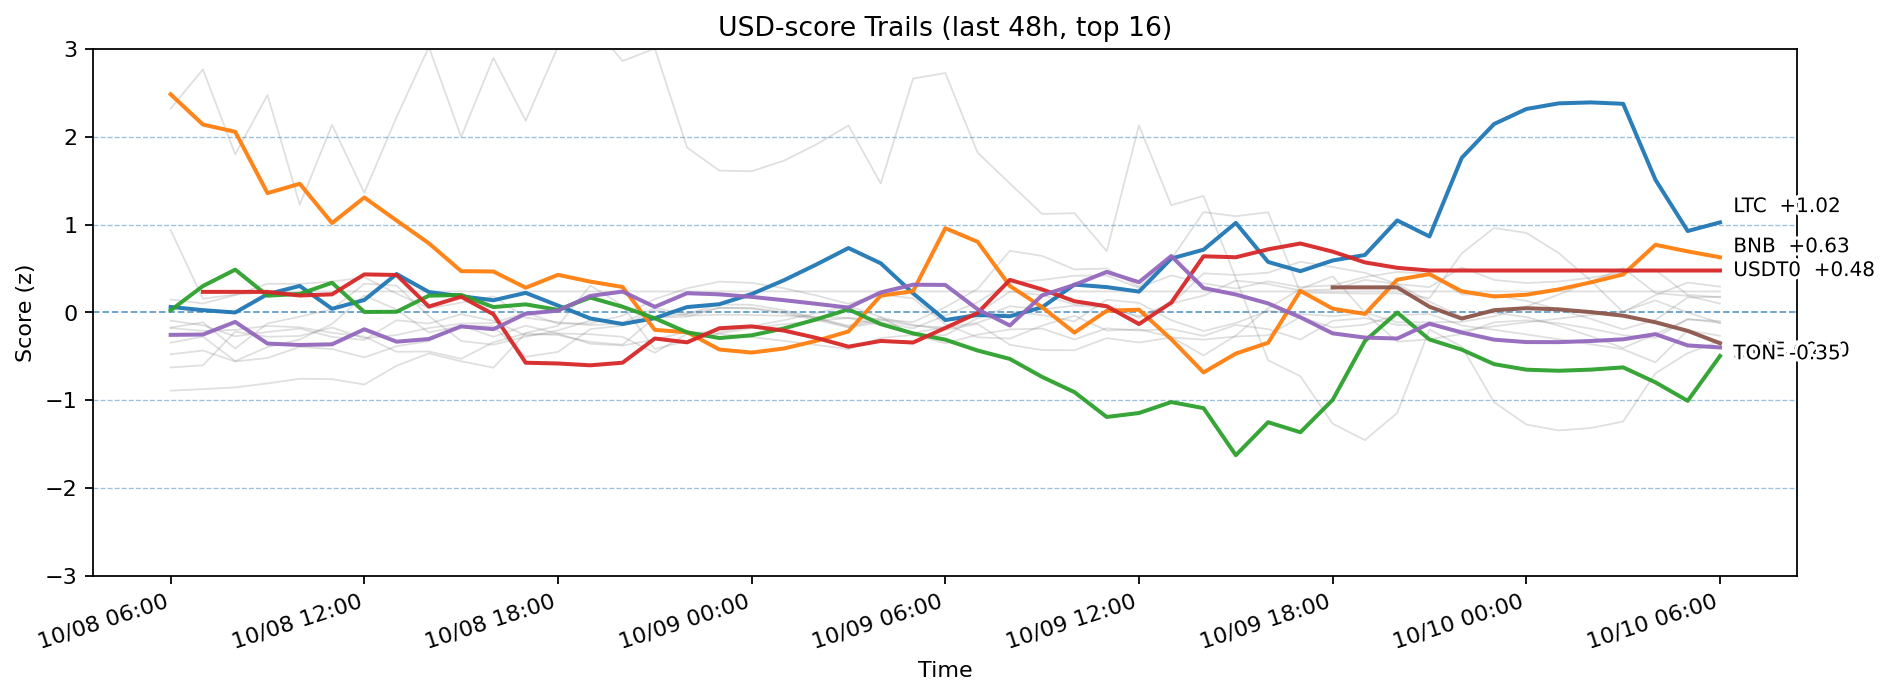 USD-score Trails (last 48h, top 16)
Score (z)
3
2
1
0
−1
−2
−3
LTC +1.02
BNB +0.63
USDT0 +0.48
TON -0.35
10/08 06:00
10/08 12:00
10/08 18:00
10/09 00:00
10/09 06:00
10/09 12:00
10/09 18:00
10/10 00:00
10/10 06:00
Time